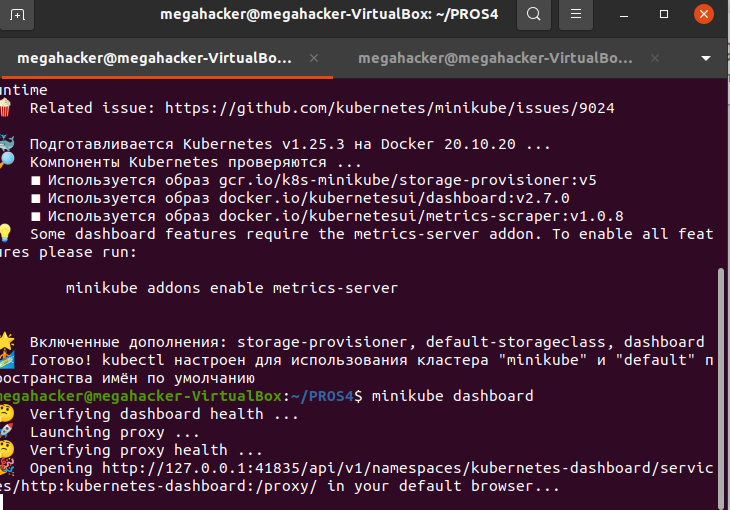 megahacker@megahacker-VirtualBox: ~/PROS4
megahacker@megahacker-VirtualBo...
megahacker@megahacker-VirtualBo...
untime
Related issue: https://github.com/kubernetes/minikube/issues/9024
Подготавливается Kubernetes v1.25.3 на Docker 20.10.20 ...
Компоненты Kubernetes проверяются ...
■ Используется образ gcr.io/k8s-minikube/storage-provisioner:v5
■ Используется образ docker.io/kubernetesui/dashboard:v2.7.0
■ Используется образ docker.io/kubernetesui/metrics-scraper:v1.0.8
Some dashboard features require the metrics-server addon. To enable all feat
ures please run:
minikube addons enable metrics-server
Включенные дополнения: storage-provisioner, default-storageclass, dashboard
Готово! kubectl настроен для использования кластера "minikube" и "default" п
ространства имён по умолчанию
megahacker@megahacker-VirtualBox:~/PROS4$ minikube dashboard
Verifying dashboard health ...
Launching proxy ...
Verifying proxy health ...
Opening http://127.0.0.1:41835/api/v1/namespaces/kubernetes-dashboard/servic
es/http:kubernetes-dashboard:/proxy/ in your default browser...